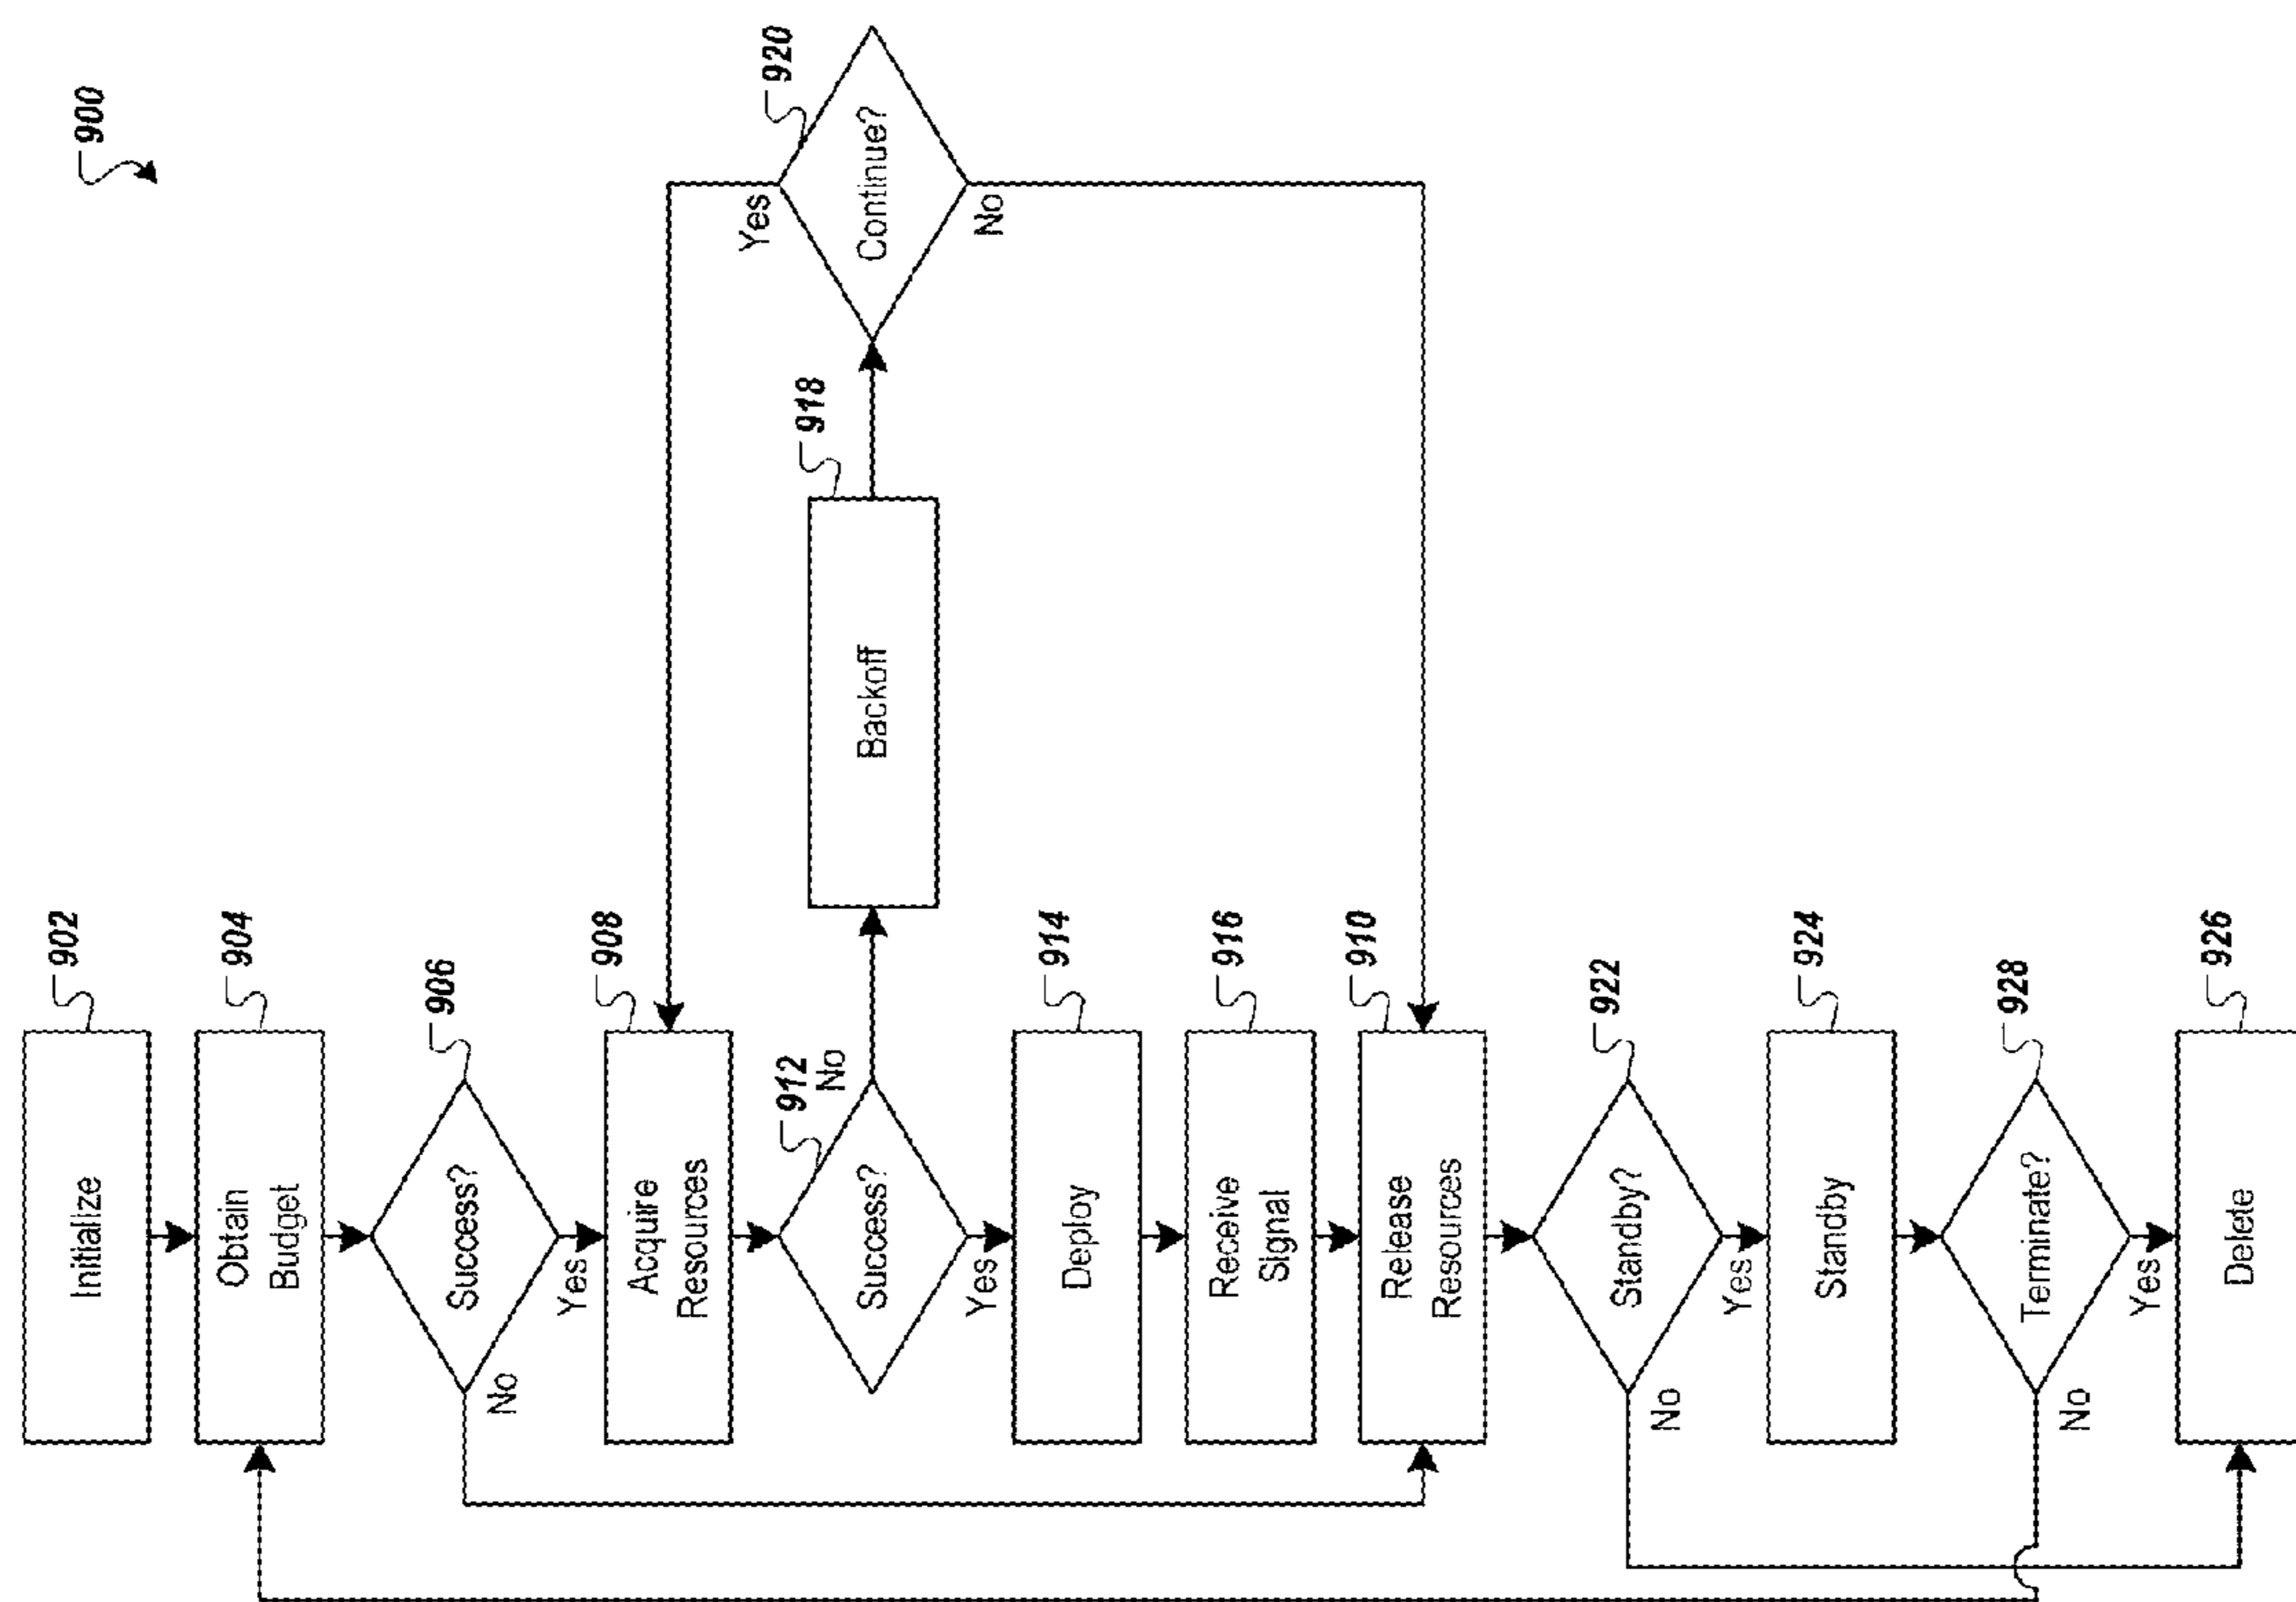 900
Initialize
902
Obtain
Budget
904
Success?
906
No
Yes
Acquire
Resources
908
Success?
912
No
Yes
Backoff
918
Continue?
920
Yes
No
Deploy
914
Receive
Signal
916
Release
Resources
910
Standby?
922
No
Yes
Standby
924
Terminate?
928
No
Yes
Delete
926